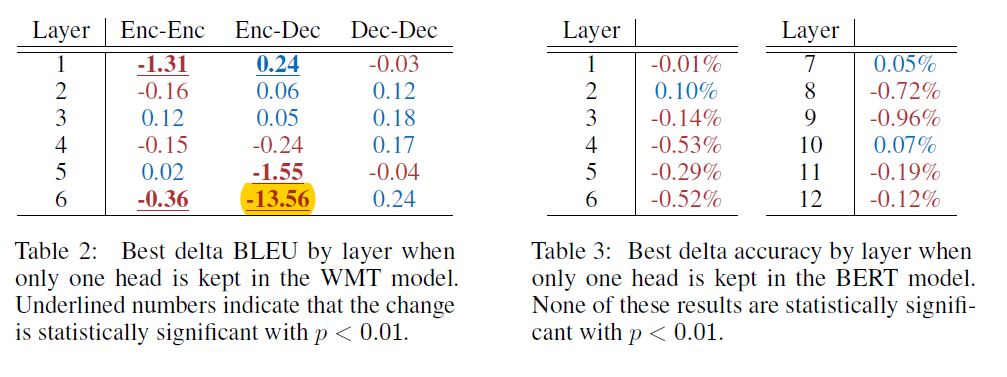 Layer Enc-Enc Enc-Dec Dec-Dec
1 -1.31 0.24 -0.03
2 -0.16 0.06 0.12
3 0.12 0.05 0.18
4 -0.15 -0.24 0.17
5 0.02 -1.55 -0.04
6 -0.36 -13.56 0.24
Table 2: Best delta BLEU by layer when
only one head is kept in the WMT model.
Underlined numbers indicate that the change
is statistically significant with p < 0.01.
Layer Layer
1 -0.01% 7 0.05%
2 0.10% 8 -0.72%
3 -0.14% 9 -0.96%
4 -0.53% 10 0.07%
5 -0.29% 11 -0.19%
6 -0.52% 12 -0.12%
Table 3: Best delta accuracy by layer when
only one head is kept in the BERT model.
None of these results are statistically signifi-
cant with p < 0.01.